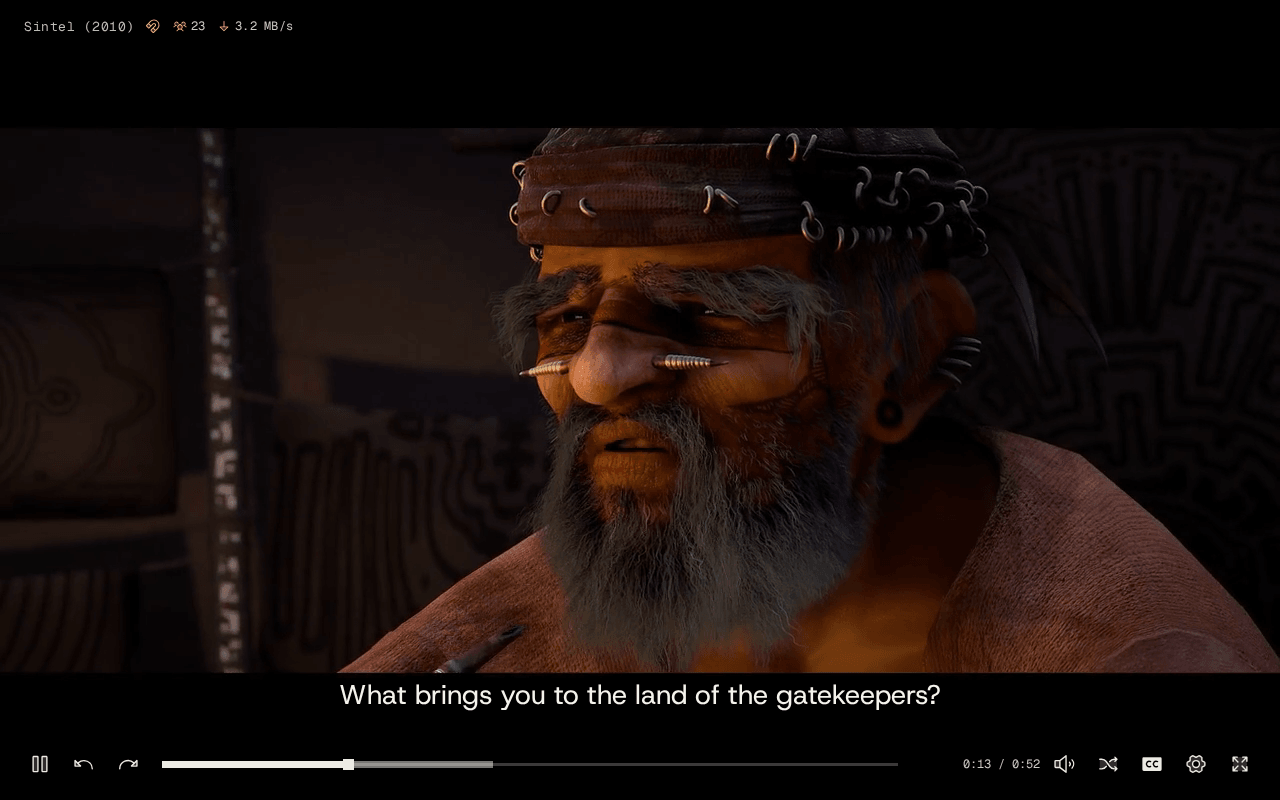 Sintel (2010) 23 3.2 MB/s
What brings you to the land of the gatekeepers?
0:13 / 0:52 CC